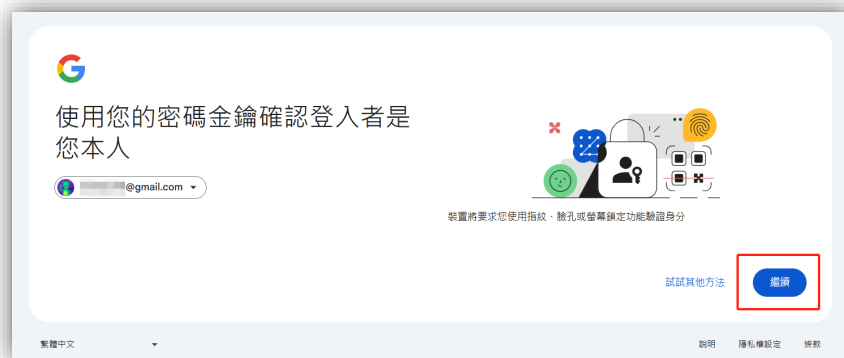 使用您的密碼金鑰確認登入者是
您本人
@gmail.com
裝置將要求您使用指紋、臉孔或螢幕鎖定功能驗證身分
試試其他方法
繼續
繁體中文
說明 隱私權設定 條款